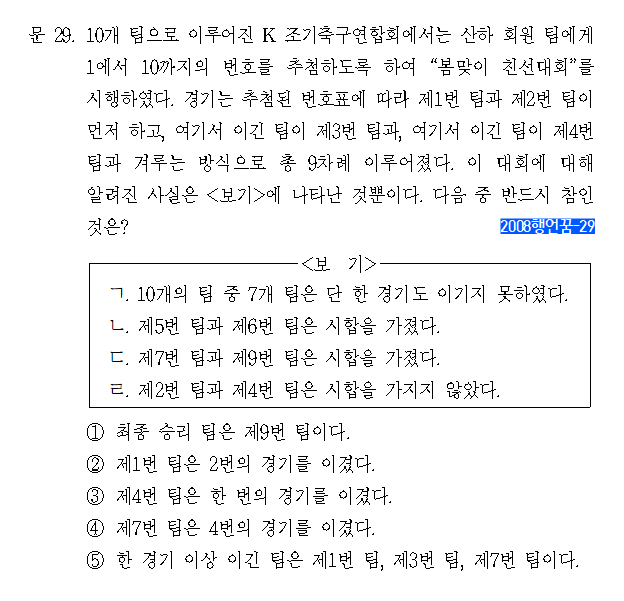 문 29. 10개 팀으로 이루어진 K 조기축구연합회에서는 산하 회원 팀에게
1에서 10까지의 번호를 추첨하도록 하여 “봄맞이 친선대회”를
시행하였다. 경기는 추첨된 번호표에 따라 제1번 팀과 제2번 팀이
먼저 하고, 여기서 이긴 팀이 제3번 팀과, 여기서 이긴 팀이 제4번
팀과 겨루는 방식으로 총 9차례 이루어졌다. 이 대회에 대해
알려진 사실은 <보기>에 나타난 것뿐이다. 다음 중 반드시 참인
것은?
2008행언꿈-29
<보 기>
ㄱ. 10개의 팀 중 7개 팀은 단 한 경기도 이기지 못하였다.
ㄴ. 제5번 팀과 제6번 팀은 시합을 가졌다.
ㄷ. 제7번 팀과 제9번 팀은 시합을 가졌다.
ㄹ. 제2번 팀과 제4번 팀은 시합을 가지지 않았다.
① 최종 승리 팀은 제9번 팀이다.
② 제1번 팀은 2번의 경기를 이겼다.
③ 제4번 팀은 한 번의 경기를 이겼다.
④ 제7번 팀은 4번의 경기를 이겼다.
⑤ 한 경기 이상 이긴 팀은 제1번 팀, 제3번 팀, 제7번 팀이다.